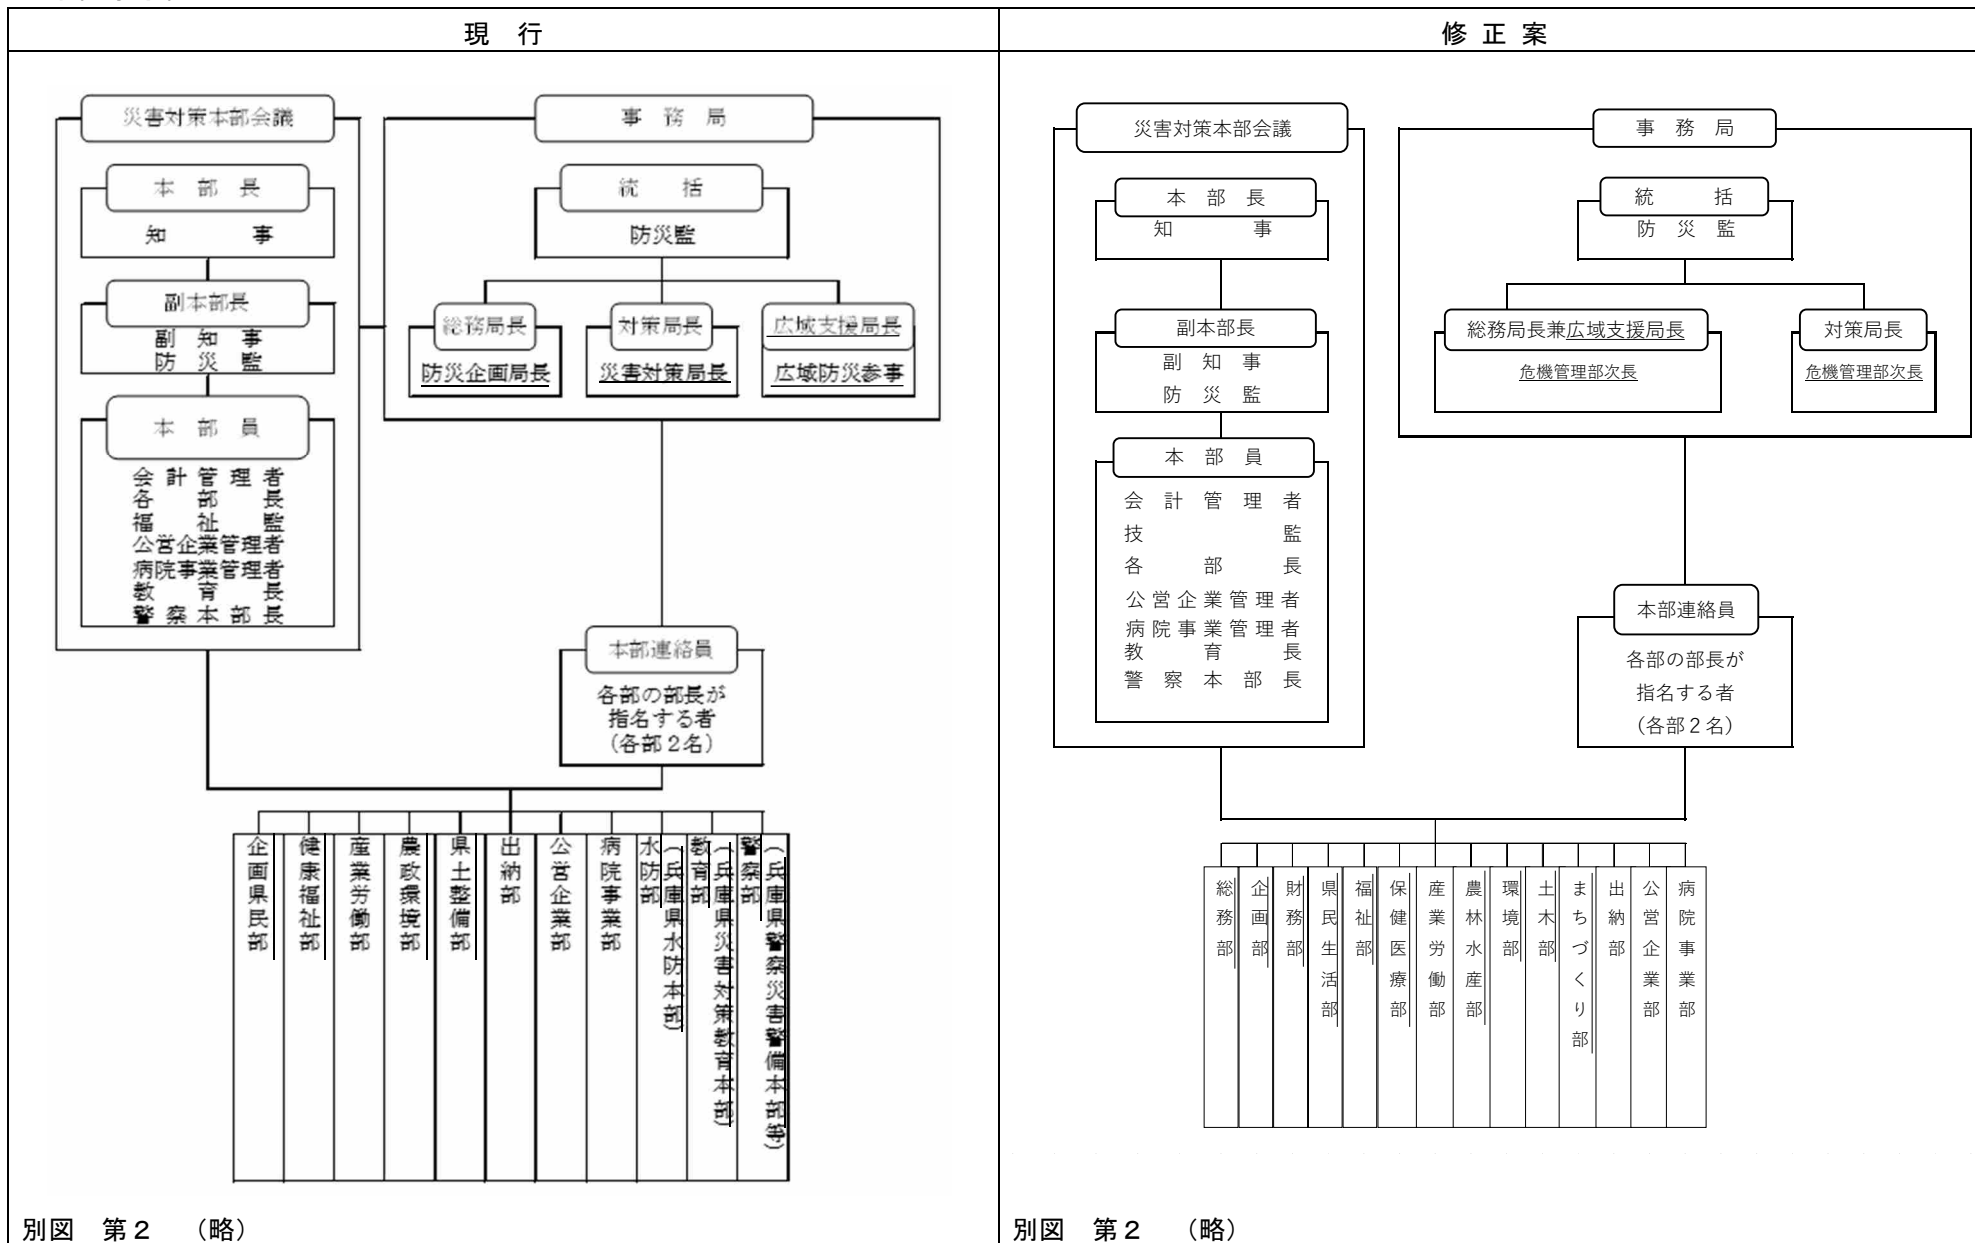 現 行
災害対策本部会議
本 部 長
知 事
副本部長
副 知 事
防 災 監
本 部 員
会計管理者
各部長
福祉監
公営企業管理者
病院事業管理者
教育長
警察本部長
事 務 局
統 括
防災監
総務局長
防災企画局長
対策局長
災害対策局長
広域支援局長
広域防災参事
本部連絡員
各部の部長が
指名する者
(各部2名)
企画県民部
健康福祉部
産業労働部
農政環境部
県土整備部
出納部
公営企業部
病院事業部
水防部
(兵庫県水防本部)
教育部
(兵庫県災害対策教育本部)
警察部
(兵庫県警察災害警備本部等)
別図 第2 (略)
修 正 案
災害対策本部会議
本 部 長
知 事
副本部長
副 知 事
防 災 監
本 部 員
会計管理者
技監
各部長
公営企業管理者
病院事業管理者
教育長
警察本部長
事 務 局
統 括
防 災 監
総務局長兼広域支援局長
危機管理部次長
対策局長
危機管理部次長
本部連絡員
各部の部長が
指名する者
(各部2名)
総務部
企画部
財務部
県民生活部
福祉部
保健医療部
産業労働部
農林水産部
環境部
土木部
まちづくり部
出納部
公営企業部
病院事業部
別図 第2 (略)